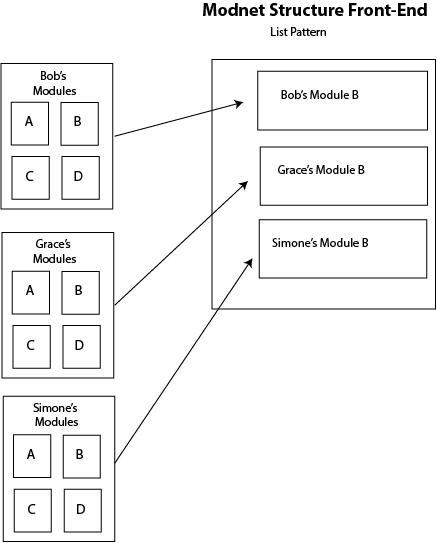 Modnet Structure Front-End
List Pattern
Bob's
Modules
A B
C D
Grace's
Modules
A B
C D
Simone's
Modules
A B
C D
Bob's Module B
Grace's Module B
Simone's Module B